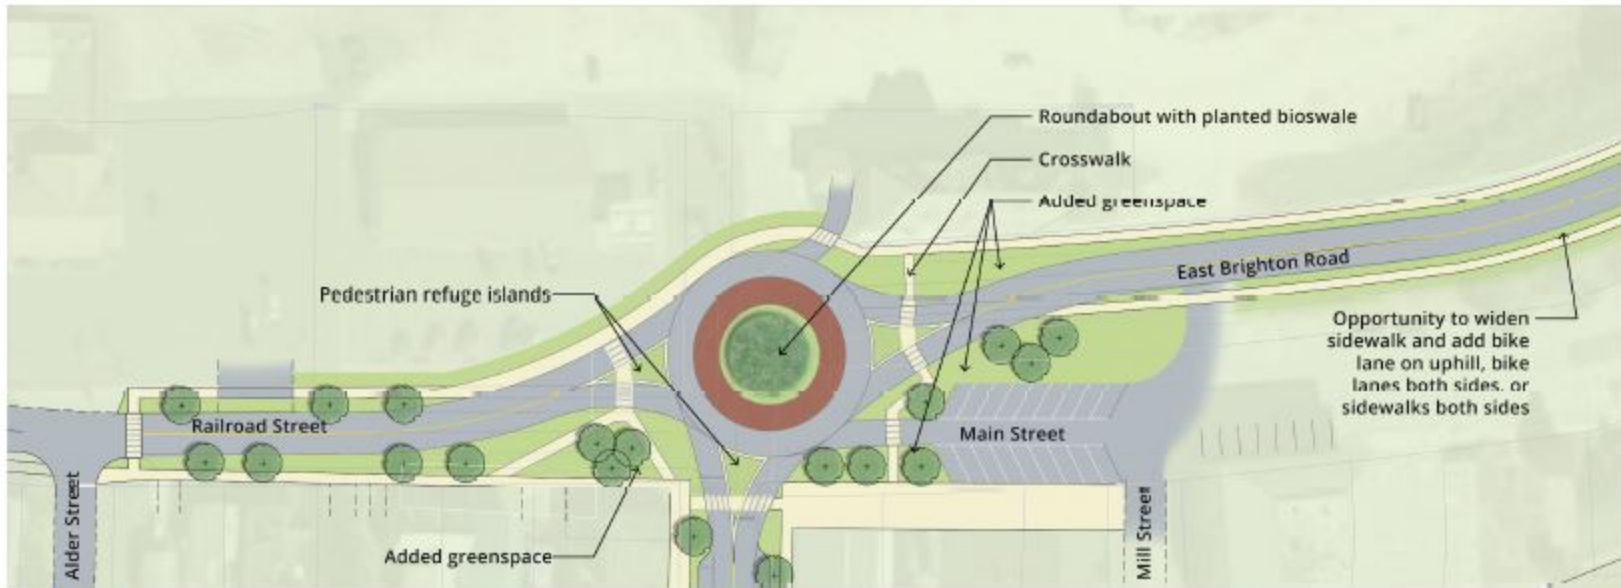 Roundabout with planted bioswale
Crosswalk
Added greenspace
East Brighton Road
Pedestrian refuge islands
Opportunity to widen
sidewalk and add bike
lane on uphill, bike
lanes both sides, or
sidewalks both sides
Railroad Street
Main Street
Alder Street
Mill Street
Added greenspace